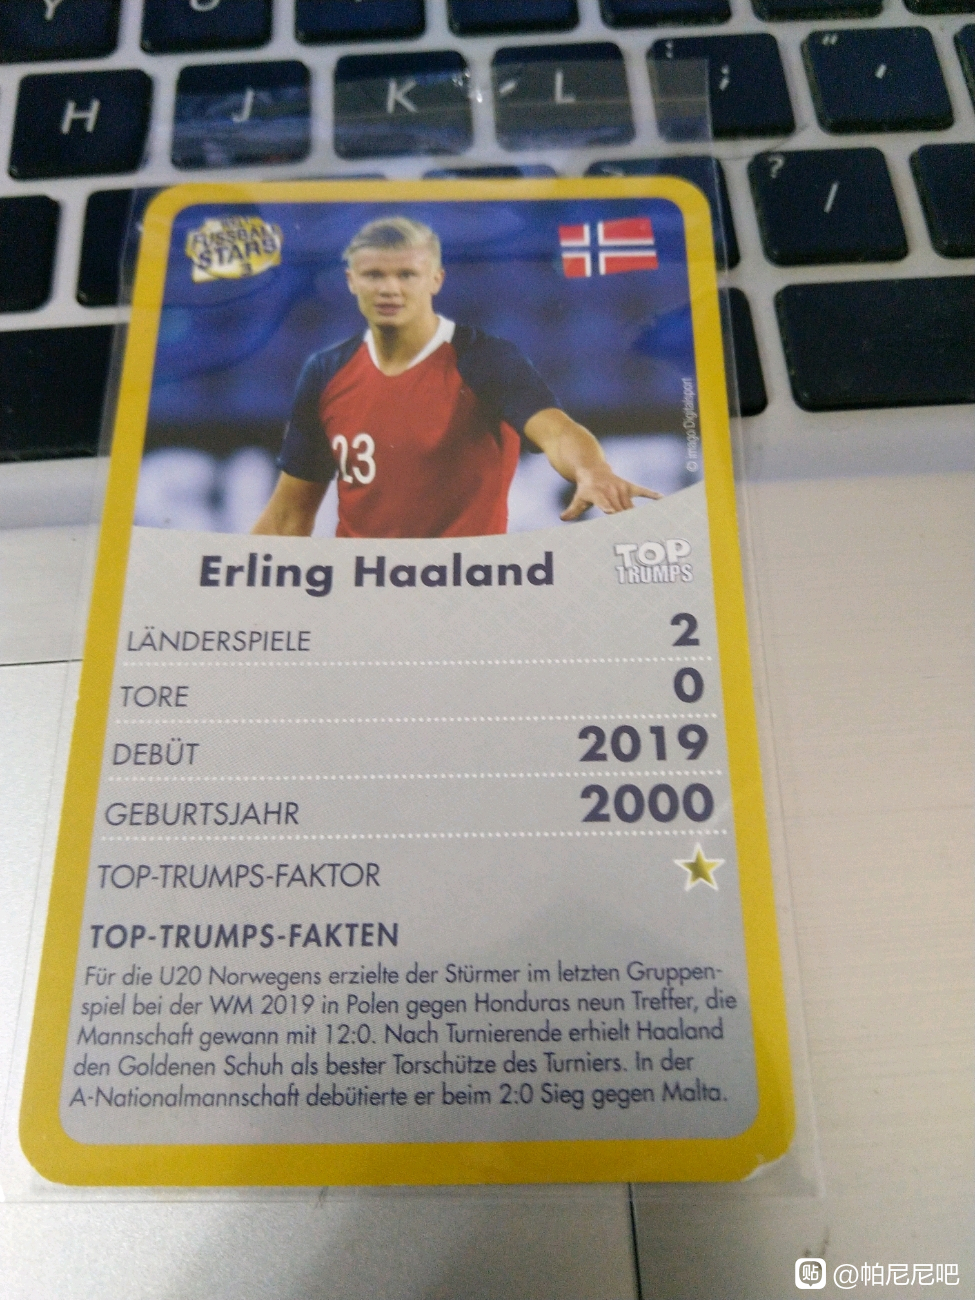 H J K L : ;
" '
? /
FUSSBALL
STARS
23
© imago/Digitalsport
Erling Haaland
TOP
TRUMPS
LÄNDERSPIELE 2
TORE 0
DEBÜT 2019
GEBURTSJAHR 2000
TOP-TRUMPS-FAKTOR
TOP-TRUMPS-FAKTEN
Für die U20 Norwegens erzielte der Stürmer im letzten Gruppen-
spiel bei der WM 2019 in Polen gegen Honduras neun Treffer, die
Mannschaft gewann mit 12:0. Nach Turnierende erhielt Haaland
den Goldenen Schuh als bester Torschütze des Turniers. In der
A-Nationalmannschaft debütierte er beim 2:0 Sieg gegen Malta.
贴 @帕尼尼吧